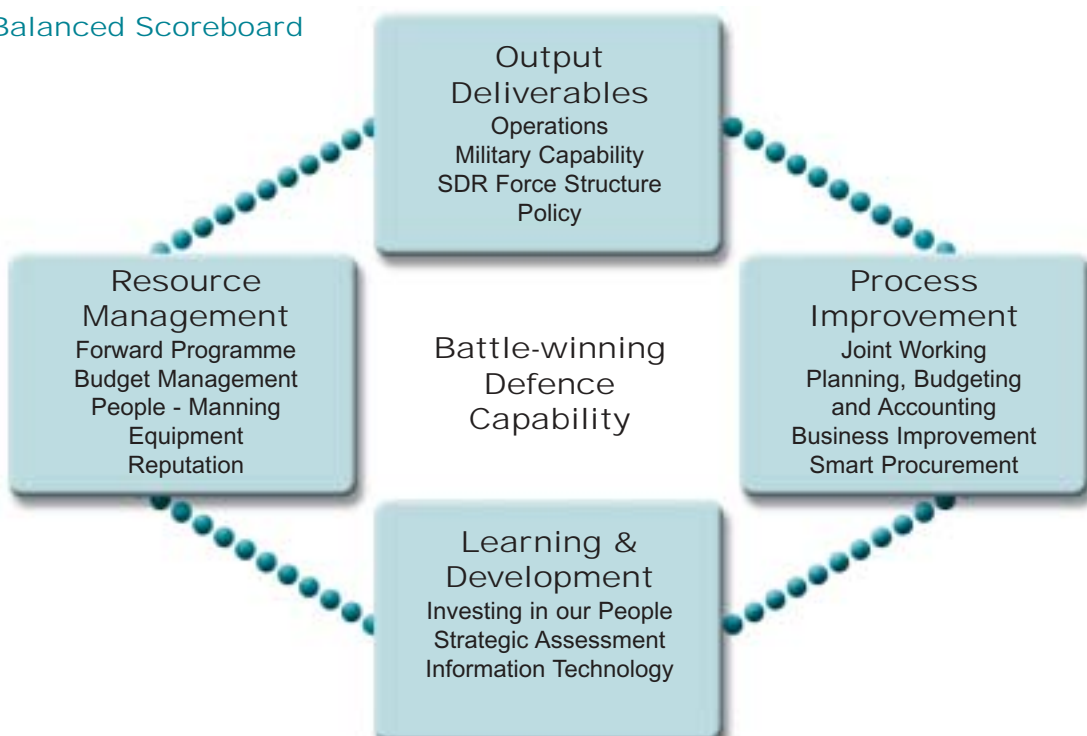 Balanced Scoreboard
Output
Deliverables
Operations
Military Capability
SDR Force Structure
Policy
Resource
Management
Forward Programme
Budget Management
People - Manning
Equipment
Reputation
Battle-winning
Defence
Capability
Process
Improvement
Joint Working
Planning, Budgeting
and Accounting
Business Improvement
Smart Procurement
Learning &
Development
Investing in our People
Strategic Assessment
Information Technology